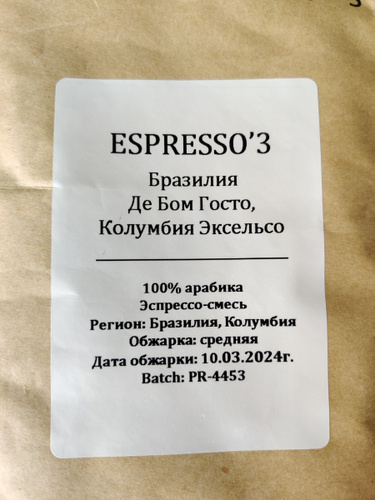 ESPRESSO’3
Бразилия
Де Бом Госто,
Колумбия Эксельсо
100% арабика
Эспрессо-смесь
Регион: Бразилия, Колумбия
Обжарка: средняя
Дата обжарки: 10.03.2024г.
Batch: PR-4453